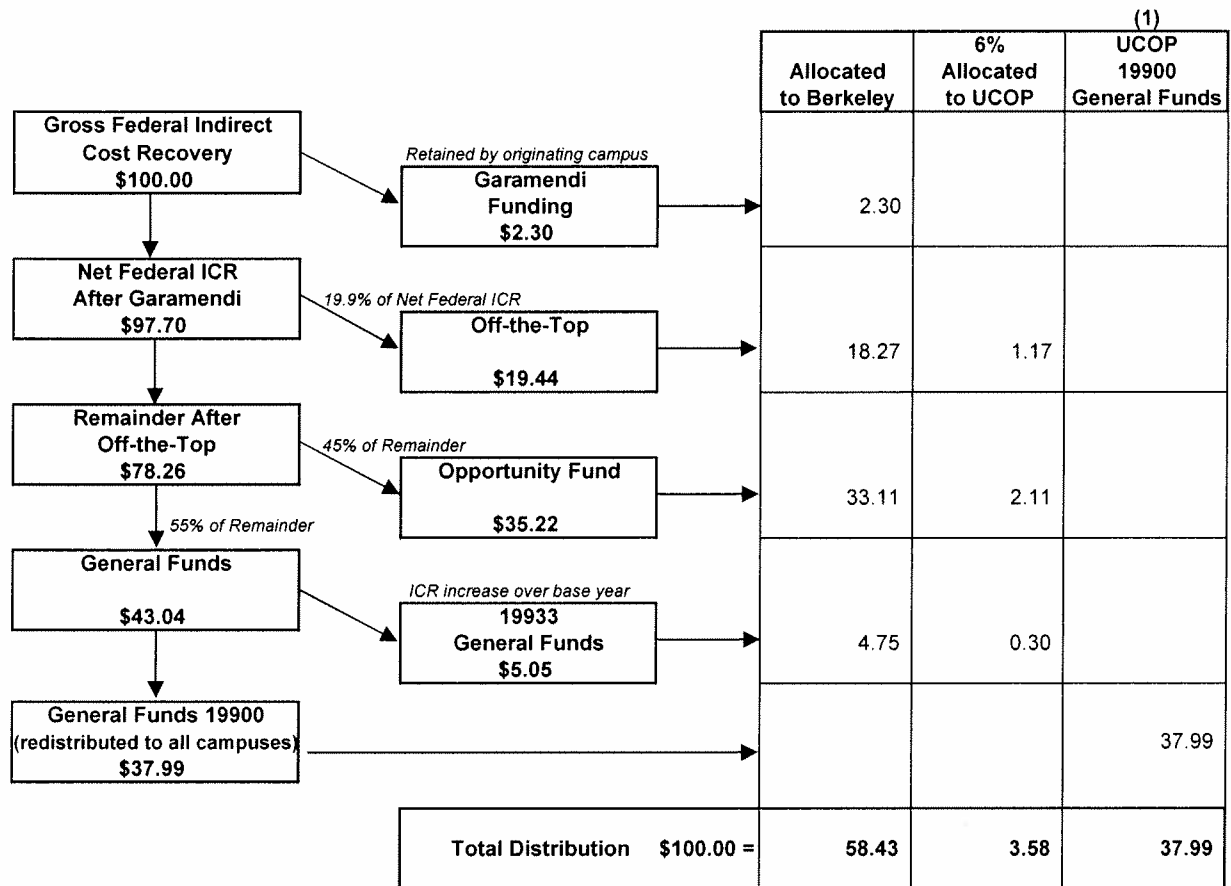 (1)
Allocated
to Berkeley
6%
Allocated
to UCOP
UCOP
19900
General Funds
Gross Federal Indirect
Cost Recovery
$100.00
Retained by originating campus
Garamendi
Funding
$2.30
2.30
Net Federal ICR
After Garamendi
$97.70
19.9% of Net Federal ICR
Off-the-Top
$19.44
18.27 1.17
Remainder After
Off-the-Top
$78.26
45% of Remainder
Opportunity Fund
$35.22
33.11 2.11
55% of Remainder
General Funds
$43.04
ICR increase over base year
19933
General Funds
$5.05
4.75 0.30
General Funds 19900
(redistributed to all campuses)
$37.99
37.99
Total Distribution $100.00 = 58.43 3.58 37.99